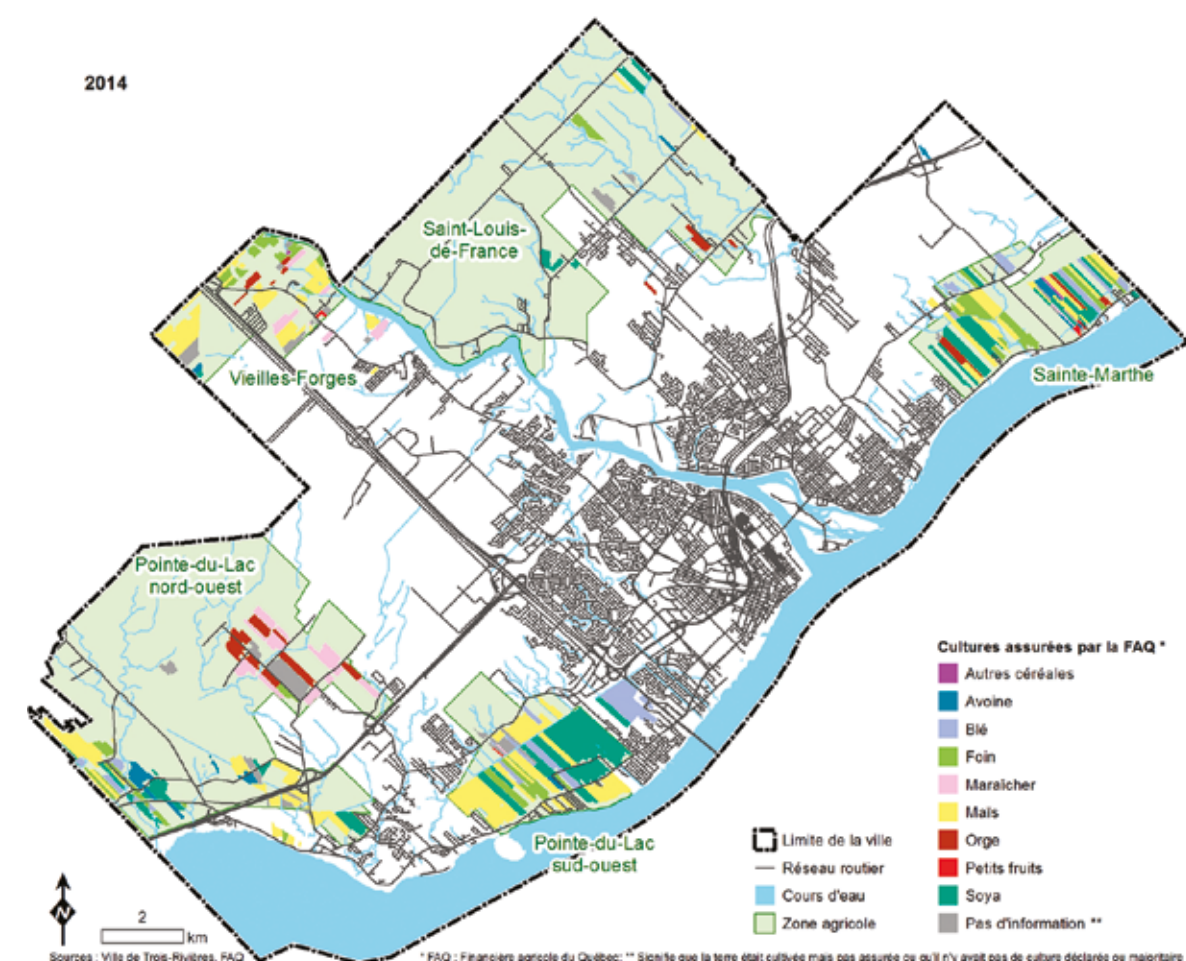 2014
Saint-Louis-
de-France
Vieilles-Forges
Sainte-Marthe
Pointe-du-Lac
nord-ouest
Pointe-du-Lac
sud-ouest
Cultures assurées par la FAQ *
Autres céréales
Avoine
Blé
Foin
Maraîcher
Maïs
Orge
Petits fruits
Soya
Pas d'information **
Limite de la ville
Réseau routier
Cours d'eau
Zone agricole
N
2
km
Sources : Ville de Trois-Rivières, FAQ
* FAQ : Financière agricole du Québec; ** Signifie que la terre était cultivée mais pas assurée ou qu'il n'y avait pas de culture déclarée ou majoritaire